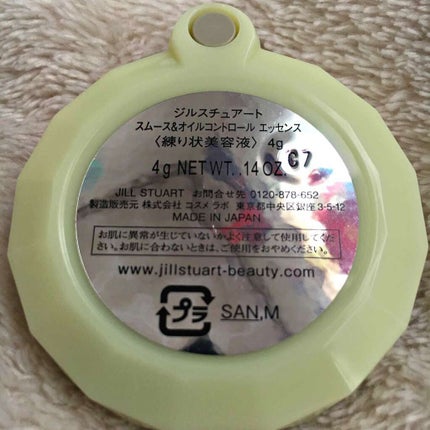 ジルスチュアート
スムース&オイルコントロール エッセンス
〈練り状美容液〉 4g
4g NET WT. .14 OZ. C7
JILL STUART お問合せ先 0120-878-652
製造販売元 株式会社 コスメ ラボ 東京都中央区銀座3-5-12
MADE IN JAPAN
お肌に異常が生じていないかよく注意して使用してくだ
さい。お肌に合わないときは、ご使用をおやめください。
www.jillstuart-beauty.com
プラ SAN,M